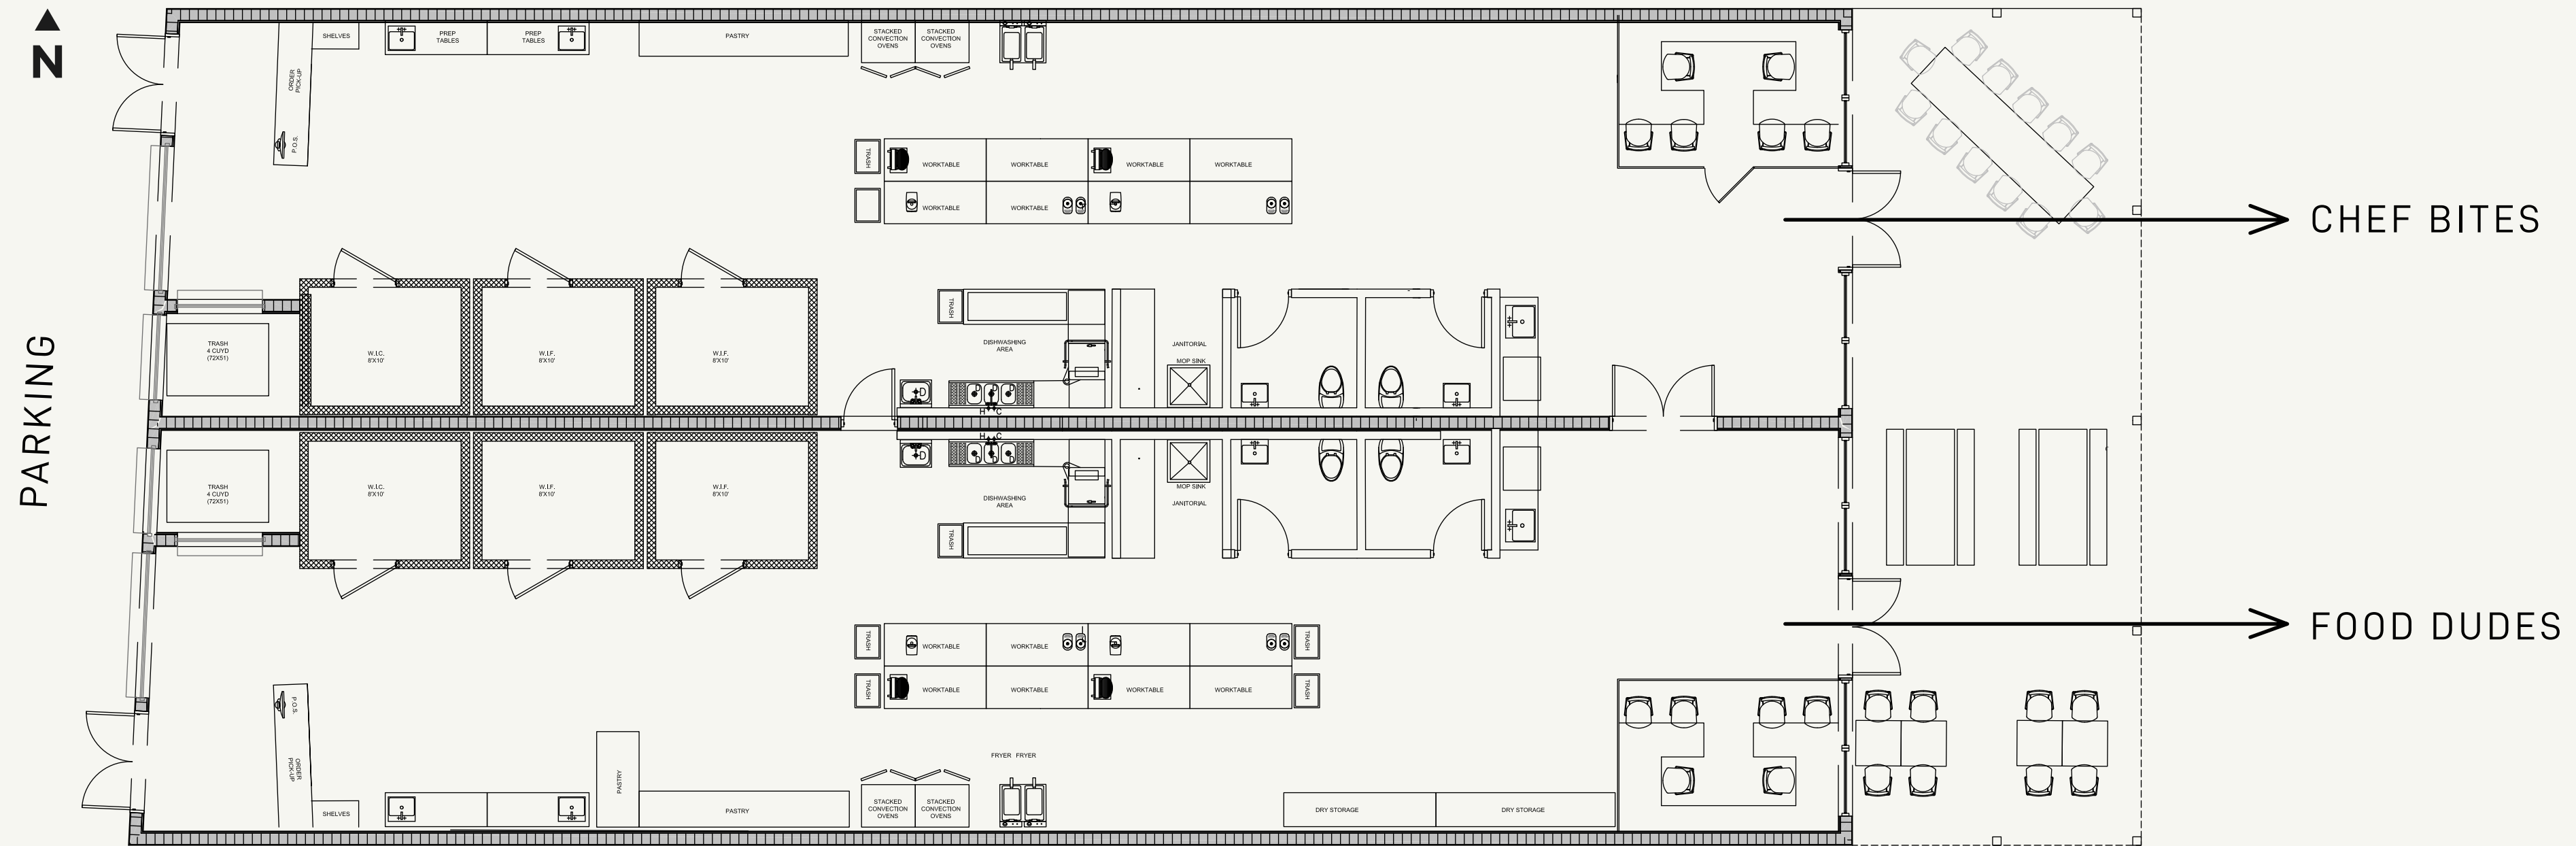 N
SHELVES
PREP
TABLES
PREP
TABLES
PASTRY
STACKED
CONVECTION
OVENS
STACKED
CONVECTION
OVENS
ORDER
PICK-UP
P.O.S.
TRASH
WORKTABLE
WORKTABLE
WORKTABLE
WORKTABLE
WORKTABLE
WORKTABLE
CHEF BITES
PARKING
TRASH
4 CUYD
(72X51)
W.I.C.
8'X10'
W.I.F.
8'X10'
W.I.F.
8'X10'
TRASH
DISHWASHING
AREA
JANITORIAL
MOP SINK
D
D
D
D
H
C
H
C
D
D
D
D
TRASH
4 CUYD
(72X51)
W.I.C.
8'X10'
W.I.F.
8'X10'
W.I.F.
8'X10'
DISHWASHING
AREA
MOP SINK
JANITORIAL
TRASH
FOOD DUDES
TRASH
WORKTABLE
WORKTABLE
TRASH
TRASH
WORKTABLE
WORKTABLE
WORKTABLE
WORKTABLE
TRASH
P.O.S.
ORDER
PICK-UP
SHELVES
PASTRY
PASTRY
STACKED
CONVECTION
OVENS
STACKED
CONVECTION
OVENS
FRYER FRYER
DRY STORAGE
DRY STORAGE